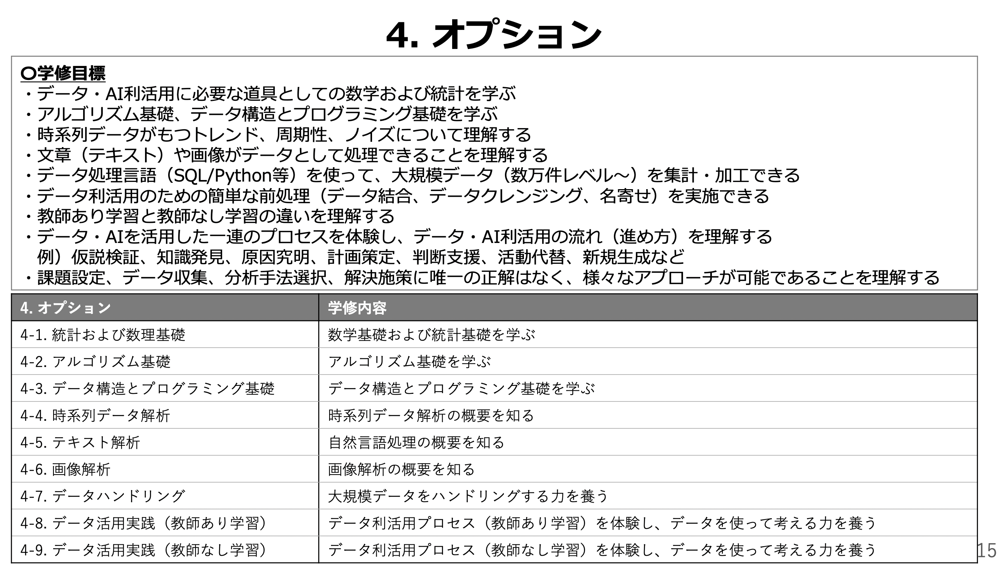 4. オプション
〇学修目標
・データ・AI利活用に必要な道具としての数学および統計を学ぶ
・アルゴリズム基礎、データ構造とプログラミング基礎を学ぶ
・時系列データがもつトレンド、周期性、ノイズについて理解する
・文章（テキスト）や画像がデータとして処理できることを理解する
・データ処理言語（SQL/Python等）を使って、大規模データ（数万件レベル～）を集計・加工できる
・データ利活用のための簡単な前処理（データ結合、データクレンジング、名寄せ）を実施できる
・教師あり学習と教師なし学習の違いを理解する
・データ・AIを活用した一連のプロセスを体験し、データ・AI利活用の流れ（進め方）を理解する
例）仮説検証、知識発見、原因究明、計画策定、判断支援、活動代替、新規生成など
・課題設定、データ収集、分析手法選択、解決施策に唯一の正解はなく、様々なアプローチが可能であることを理解する
4. オプション 学修内容
4-1. 統計および数理基礎 数学基礎および統計基礎を学ぶ
4-2. アルゴリズム基礎 アルゴリズム基礎を学ぶ
4-3. データ構造とプログラミング基礎 データ構造とプログラミング基礎を学ぶ
4-4. 時系列データ解析 時系列データ解析の概要を知る
4-5. テキスト解析 自然言語処理の概要を知る
4-6. 画像解析 画像解析の概要を知る
4-7. データハンドリング 大規模データをハンドリングする力を養う
4-8. データ活用実践（教師あり学習） データ利活用プロセス（教師あり学習）を体験し、データを使って考える力を養う
4-9. データ活用実践（教師なし学習） データ利活用プロセス（教師なし学習）を体験し、データを使って考える力を養う
15